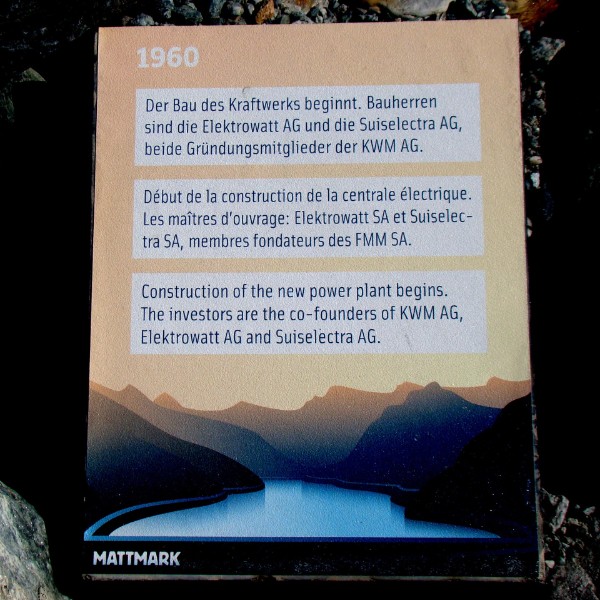 1960
Der Bau des Kraftwerks beginnt. Bauherren
sind die Elektrowatt AG und die Suiselectra AG,
beide Gründungsmitglieder der KWM AG.
Début de la construction de la centrale électrique.
Les maîtres d'ouvrage: Elektrowatt SA et Suiselec-
tra SA, membres fondateurs des FMM SA.
Construction of the new power plant begins.
The investors are the co-founders of KWM AG,
Elektrowatt AG and Suiselectra AG.
MATTMARK